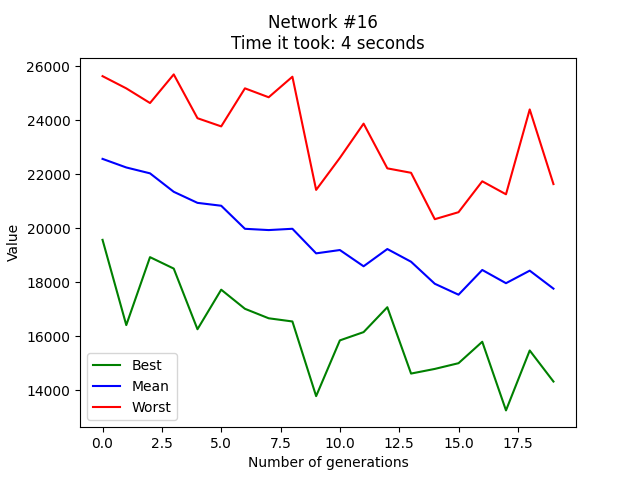 Network #16
Time it took: 4 seconds
26000
24000
22000
20000
18000
16000
14000
Value
Best
Mean
Worst
0.0 2.5 5.0 7.5 10.0 12.5 15.0 17.5
Number of generations